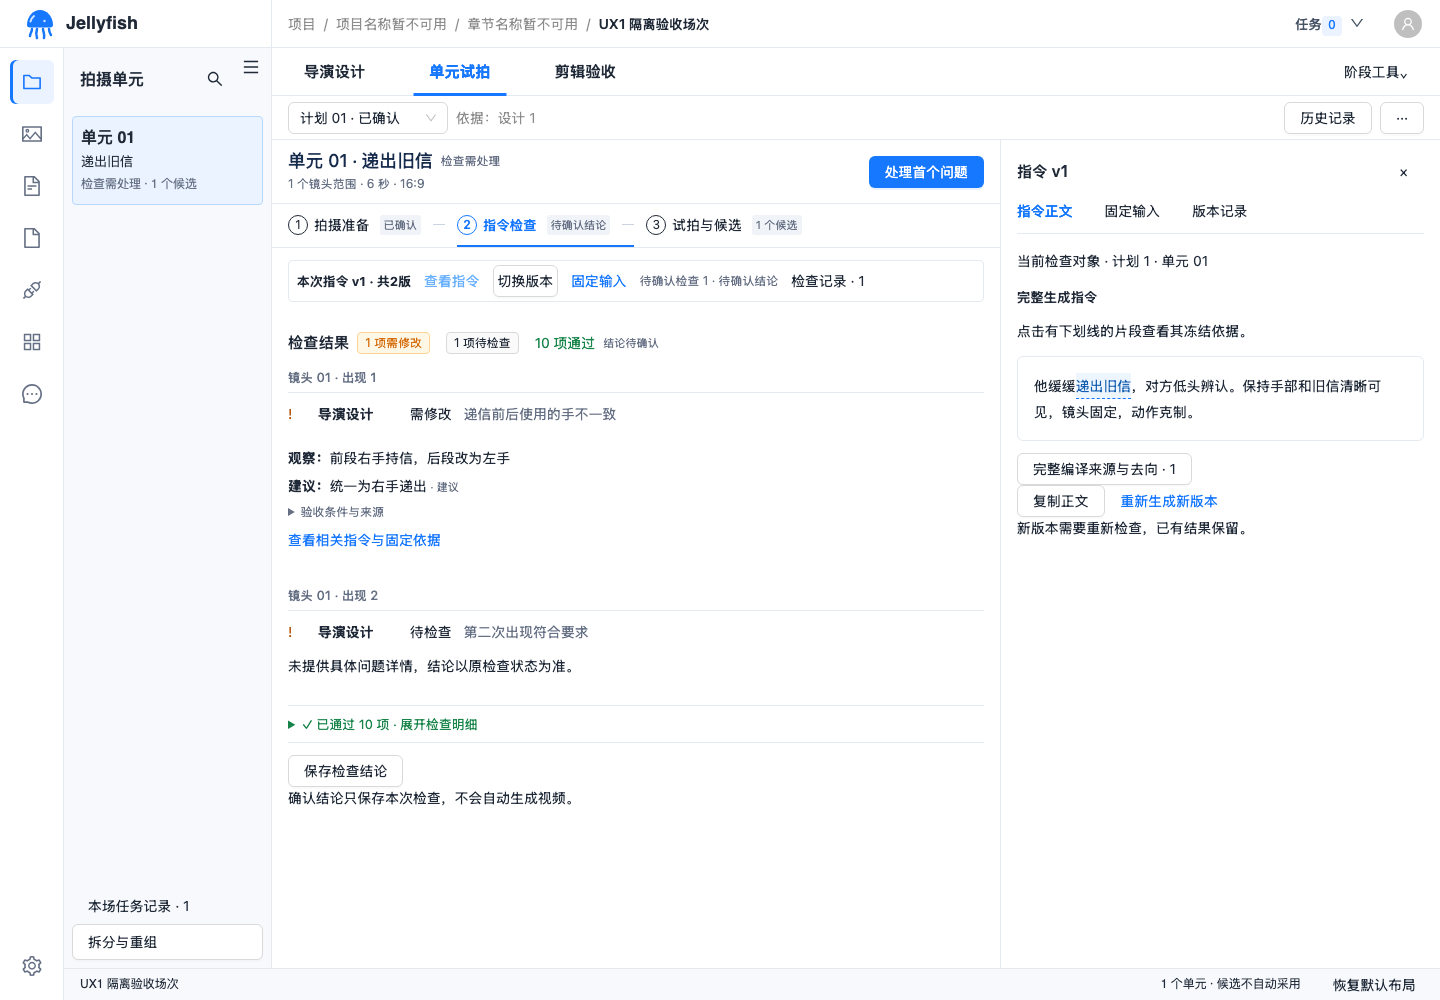 Jellyfish
项目 / 项目名称暂不可用 / 章节名称暂不可用 / UX1 隔离验收场次
任务 0
拍摄单元
单元 01
递出旧信
检查需处理 · 1 个候选
本场任务记录 · 1
拆分与重组
导演设计
单元试拍
剪辑验收
阶段工具
计划 01 · 已确认
依据：设计 1
历史记录
...
单元 01 · 递出旧信 检查需处理
1 个镜头范围 · 6 秒 · 16:9
处理首个问题
1 拍摄准备 已确认
2 指令检查 待确认结论
3 试拍与候选 1 个候选
本次指令 v1 · 共2版 查看指令 切换版本 固定输入 待确认检查 1 · 待确认结论 检查记录 · 1
检查结果 1 项需修改 1 项待检查 10 项通过 结论待确认
镜头 01 · 出现 1
! 导演设计 需修改 递信前后使用的手不一致
观察：前段右手持信，后段改为左手
建议：统一为右手递出 · 建议
▶ 验收条件与来源
查看相关指令与固定依据
镜头 01 · 出现 2
! 导演设计 待检查 第二次出现符合要求
未提供具体问题详情，结论以原检查状态为准。
▶ ✓ 已通过 10 项 · 展开检查明细
保存检查结论
确认结论只保存本次检查，不会自动生成视频。
指令 v1
×
指令正文 固定输入 版本记录
当前检查对象 · 计划 1 · 单元 01
完整生成指令
点击有下划线的片段查看其冻结依据。
他缓缓递出旧信，对方低头辨认。保持手部和旧信清晰可
见，镜头固定，动作克制。
完整编译来源与去向 · 1
复制正文 重新生成新版本
新版本需要重新检查，已有结果保留。
UX1 隔离验收场次
1 个单元 · 候选不自动采用
恢复默认布局